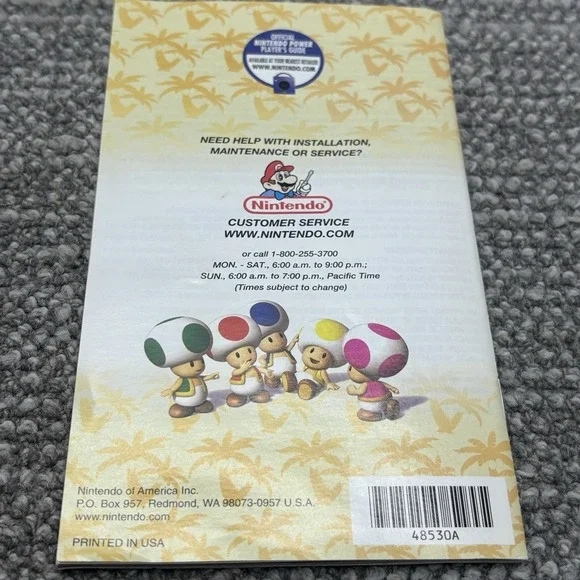 OFFICIAL
NINTENDO POWER
PLAYER'S GUIDE
AVAILABLE AT YOUR NEAREST RETAILER!
WWW.NINTENDO.COM
NEED HELP WITH INSTALLATION,
MAINTENANCE OR SERVICE?
Nintendo®
CUSTOMER SERVICE
WWW.NINTENDO.COM
or call 1-800-255-3700
MON. - SAT., 6:00 a.m. to 9:00 p.m.;
SUN., 6:00 a.m. to 7:00 p.m., Pacific Time
(Times subject to change)
Nintendo of America Inc.
P.O. Box 957, Redmond, WA 98073-0957 U.S.A.
www.nintendo.com
PRINTED IN USA
48530A